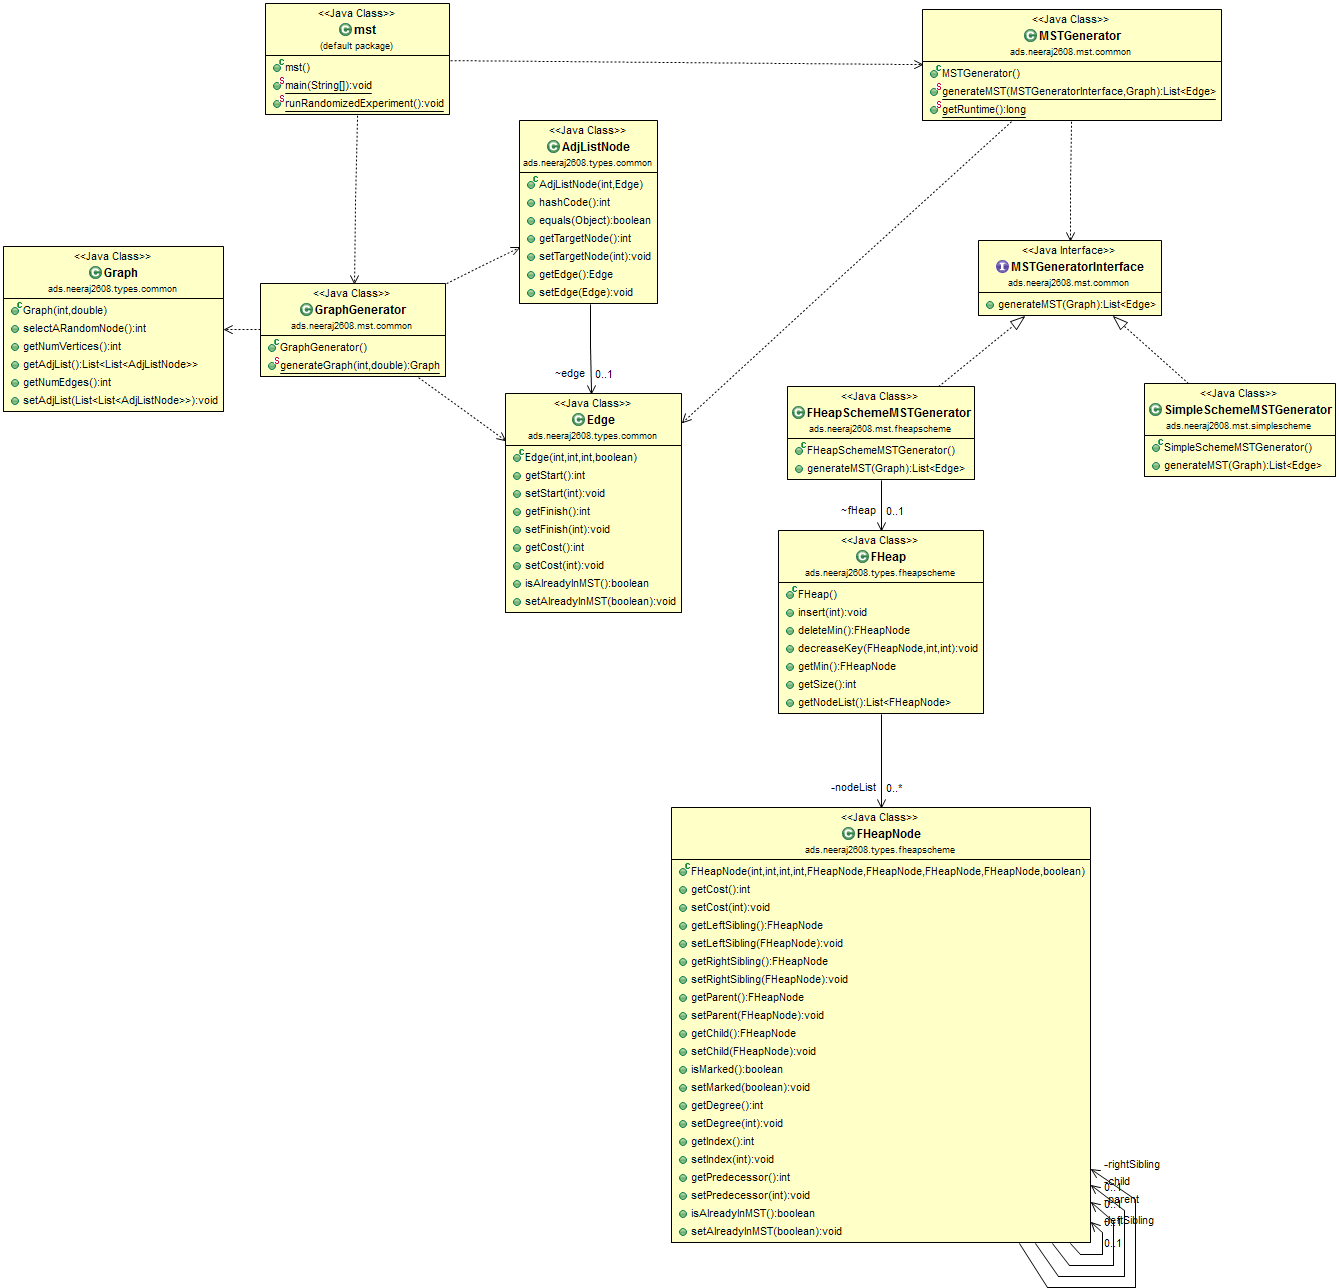 <<Java Class>>
mst
(default package)
mst()
main(String[]):void
runRandomizedExperiment():void
<<Java Class>>
MSTGenerator
ads.neeraj2608.mst.common
MSTGenerator()
generateMST(MSTGeneratorInterface,Graph):List<Edge>
getRuntime():long
<<Java Class>>
AdjListNode
ads.neeraj2608.types.common
AdjListNode(int,Edge)
hashCode():int
equals(Object):boolean
getTargetNode():int
setTargetNode(int):void
getEdge():Edge
setEdge(Edge):void
<<Java Class>>
Graph
ads.neeraj2608.types.common
Graph(int,double)
selectARandomNode():int
getNumVertices():int
getAdjList():List<List<AdjListNode>>
getNumEdges():int
setAdjList(List<List<AdjListNode>>):void
<<Java Class>>
GraphGenerator
ads.neeraj2608.mst.common
GraphGenerator()
generateGraph(int,double):Graph
<<Java Interface>>
MSTGeneratorInterface
ads.neeraj2608.mst.common
generateMST(Graph):List<Edge>
~edge 0..1
<<Java Class>>
Edge
ads.neeraj2608.types.common
Edge(int,int,int,boolean)
getStart():int
setStart(int):void
getFinish():int
setFinish(int):void
getCost():int
setCost(int):void
isAlreadyInMST():boolean
setAlreadyInMST(boolean):void
<<Java Class>>
FHeapSchemeMSTGenerator
ads.neeraj2608.mst.fheapscheme
FHeapSchemeMSTGenerator()
generateMST(Graph):List<Edge>
<<Java Class>>
SimpleSchemeMSTGenerator
ads.neeraj2608.mst.simplescheme
SimpleSchemeMSTGenerator()
generateMST(Graph):List<Edge>
~fHeap 0..1
<<Java Class>>
FHeap
ads.neeraj2608.types.fheapscheme
FHeap()
insert(int):void
deleteMin():FHeapNode
decreaseKey(FHeapNode,int,int):void
getMin():FHeapNode
getSize():int
getNodeList():List<FHeapNode>
-nodeList 0..*
<<Java Class>>
FHeapNode
ads.neeraj2608.types.fheapscheme
FHeapNode(int,int,int,int,FHeapNode,FHeapNode,FHeapNode,FHeapNode,boolean)
getCost():int
setCost(int):void
getLeftSibling():FHeapNode
setLeftSibling(FHeapNode):void
getRightSibling():FHeapNode
setRightSibling(FHeapNode):void
getParent():FHeapNode
setParent(FHeapNode):void
getChild():FHeapNode
setChild(FHeapNode):void
isMarked():boolean
setMarked(boolean):void
getDegree():int
setDegree(int):void
getIndex():int
setIndex(int):void
getPredecessor():int
setPredecessor(int):void
isAlreadyInMST():boolean
setAlreadyInMST(boolean):void
-rightSibling
-child
0..1
-parent
0..1
-leftSibling
0..1
0..1